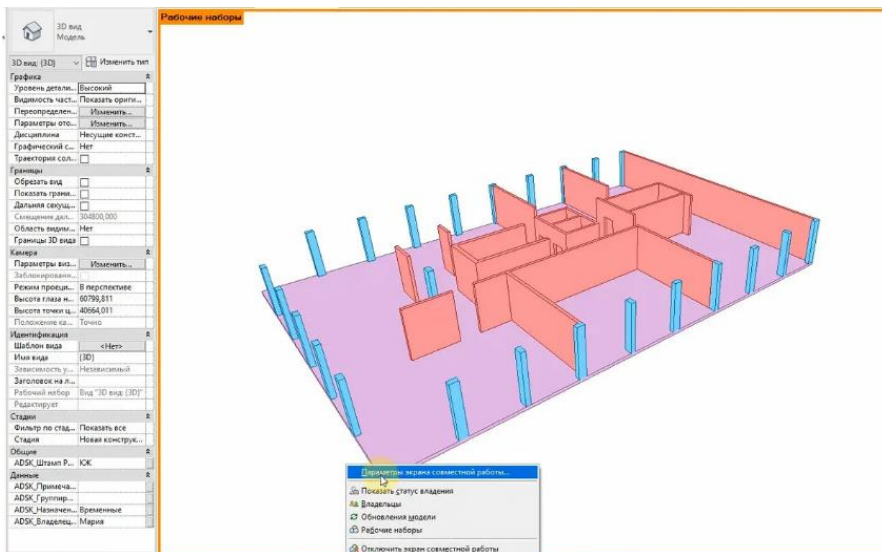 3D вид
Модель
3D вид: {3D}
Изменить тип
Графика
Уровень детали... Высокий
Видимость част... Показать ориги...
Переопределен... Изменить...
Параметры ото... Изменить...
Дисциплина Несущие конст...
Графический с... Нет
Траектория сол...
Границы
Обрезать вид
Показать грани...
Дальняя секущ...
Смещение дал... 304800,000
Область видим... Нет
Границы 3D вида
Камера
Параметры виз... Изменить...
Заблокированн...
Режим проеци... В перспективе
Высота глаза н... 60799,811
Высота точки ц... 40664,011
Положение ка... Точно
Идентификация
Шаблон вида <Нет>
Имя вида {3D}
Зависимость у... Независимый
Заголовок на л...
Рабочий набор Вид "3D вид: {3D}"
Редактирует
Стадии
Фильтр по стад... Показать все
Стадия Новая конструк...
Общие
ADSK_Штамп Р... КЖ
Данные
ADSK_Примеча...
ADSK_Группир...
ADSK_Назначен... Временные
ADSK_Владелец... Мария
Рабочие наборы
Параметры экрана совместной работы...
Показать статус владения
Владельцы
Обновления модели
Рабочие наборы
Отключить экран совместной работы